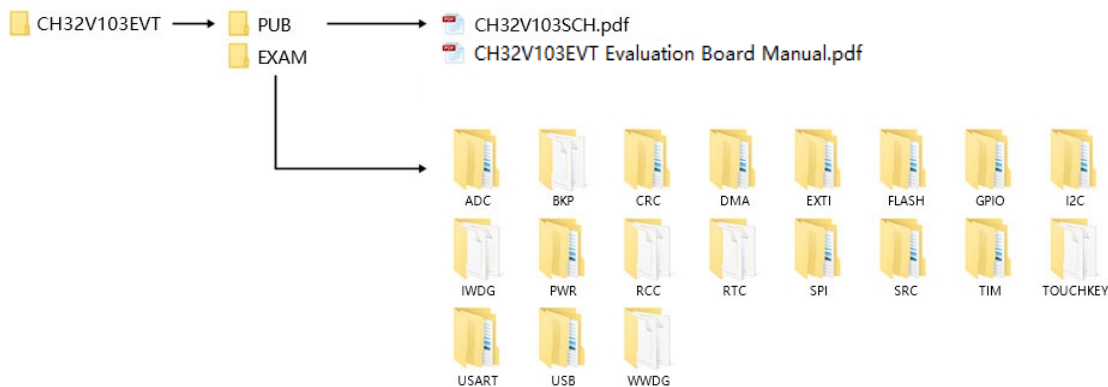 CH32V103EVT PUB CH32V103SCH.pdf
EXAM CH32V103EVT Evaluation Board Manual.pdf
ADC BKP CRC DMA EXTI FLASH GPIO I2C
IWDG PWR RCC RTC SPI SRC TIM TOUCHKEY
USART USB WWDG